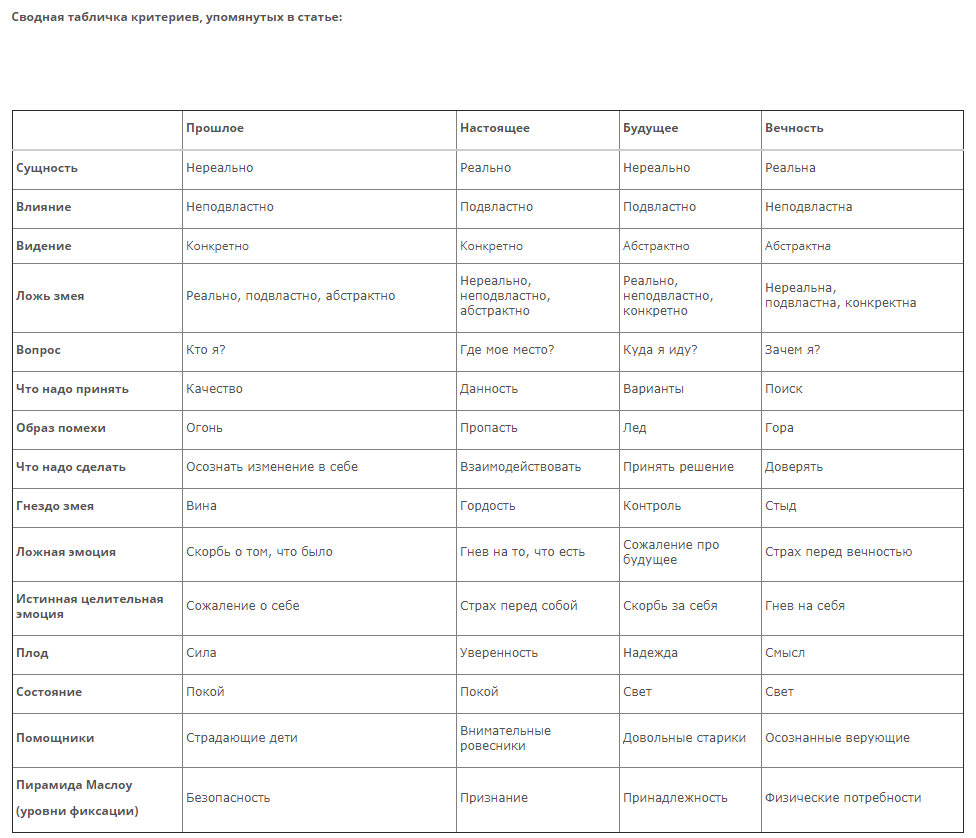 Сводная табличка критериев, упомянутых в статье:
Прошлое Настоящее Будущее Вечность
Сущность Нереально Реально Нереально Реальна
Влияние Неподвластно Подвластно Подвластно Неподвластна
Видение Конкретно Конкретно Абстрактно Абстрактна
Ложь змея Реально, подвластно, абстрактно Нереально, неподвластно, абстрактно Реально, неподвластно, конкретно Нереальна, подвластна, конкректна
Вопрос Кто я? Где мое место? Куда я иду? Зачем я?
Что надо принять Качество Данность Варианты Поиск
Образ помехи Огонь Пропасть Лед Гора
Что надо сделать Осознать изменение в себе Взаимодействовать Принять решение Доверять
Гнездо змея Вина Гордость Контроль Стыд
Ложная эмоция Скорбь о том, что было Гнев на то, что есть Сожаление про будущее Страх перед вечностью
Истинная целительная эмоция Сожаление о себе Страх перед собой Скорбь за себя Гнев на себя
Плод Сила Уверенность Надежда Смысл
Состояние Покой Покой Свет Свет
Помощники Страдающие дети Внимательные ровесники Довольные старики Осознанные верующие
Пирамида Маслоу (уровни фиксации) Безопасность Признание Принадлежность Физические потребности